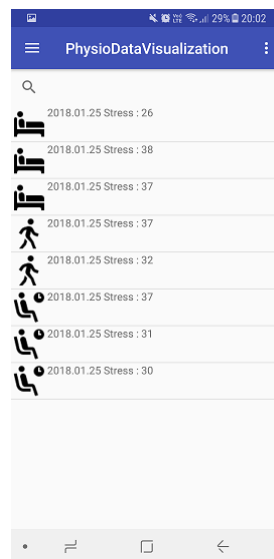 29% 20:02
PhysioDataVisualization
2018.01.25 Stress : 26
2018.01.25 Stress : 38
2018.01.25 Stress : 37
2018.01.25 Stress : 37
2018.01.25 Stress : 32
2018.01.25 Stress : 37
2018.01.25 Stress : 31
2018.01.25 Stress : 30